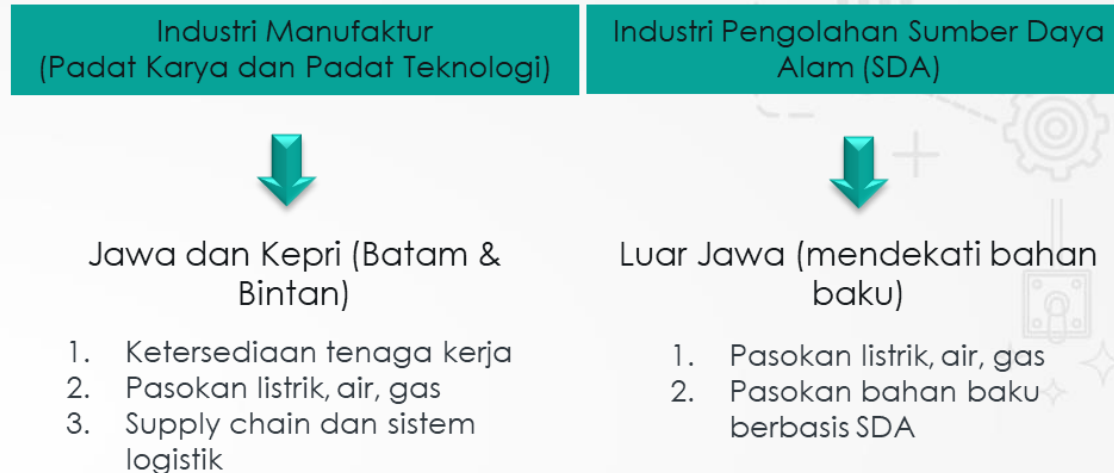 Industri Manufaktur
(Padat Karya dan Padat Teknologi)
Industri Pengolahan Sumber Daya
Alam (SDA)
Jawa dan Kepri (Batam &
Bintan)
1. Ketersediaan tenaga kerja
2. Pasokan listrik, air, gas
3. Supply chain dan sistem
logistik
Luar Jawa (mendekati bahan
baku)
1. Pasokan listrik, air, gas
2. Pasokan bahan baku
berbasis SDA